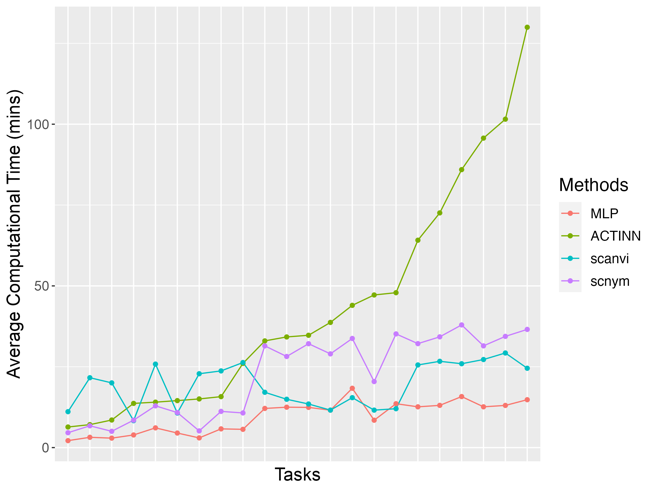 Average Computational Time (mins)
100
50
0
Tasks
Methods
MLP
ACTINN
scanvi
scnym